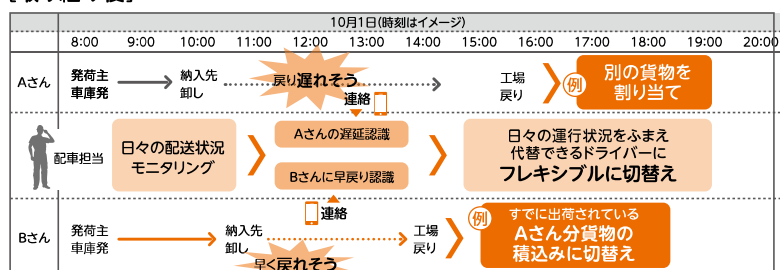 10月1日(時刻はイメージ)
8:00 9:00 10:00 11:00 12:00 13:00 14:00 15:00 16:00 17:00 18:00 19:00 20:00
Aさん
発荷主
車庫発
納入先
卸し
戻り遅れそう
連絡
工場
戻り
例
別の貨物を
割り当て
配車担当
日々の配送状況
モニタリング
Aさんの遅延認識
Bさんに早戻り認識
日々の運行状況をふまえ
代替できるドライバーに
フレキシブルに切替え
連絡
Bさん
発荷主
車庫発
納入先
卸し
早く戻れそう
工場
戻り
例
すでに出荷されている
Aさん分貨物の
積込みに切替え